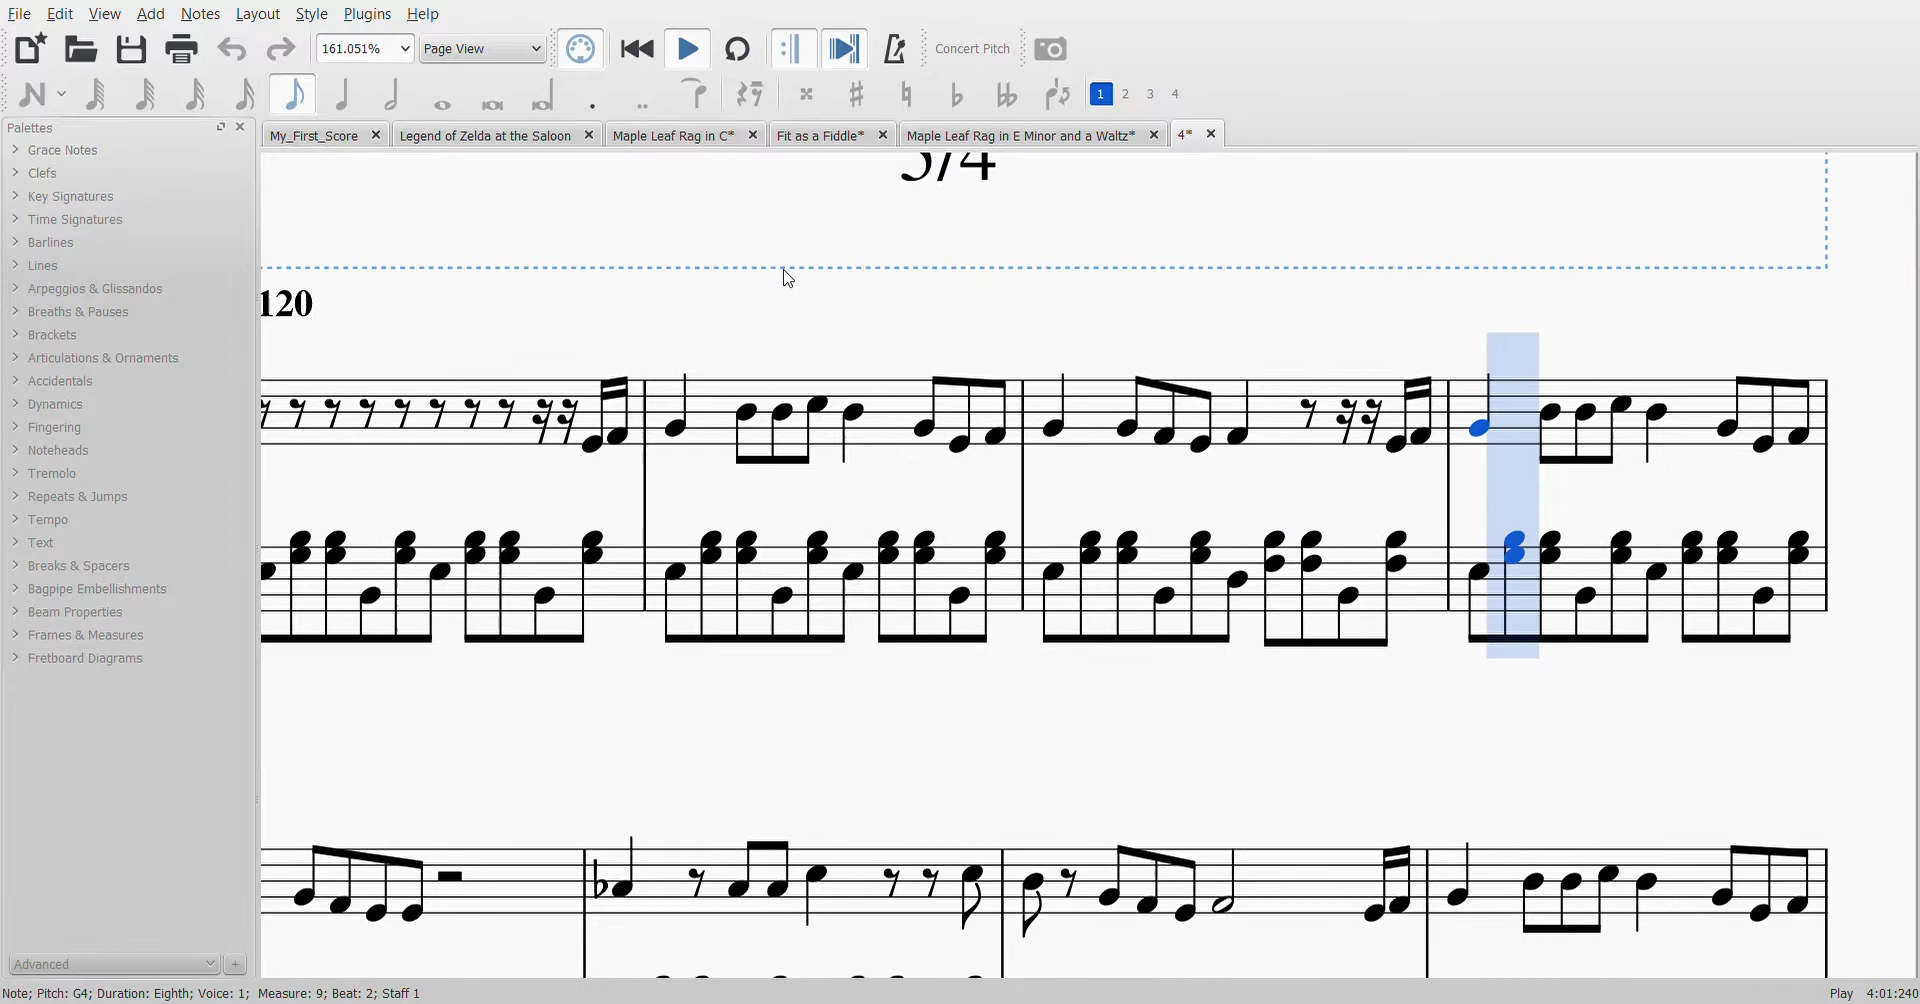 File Edit View Add Notes Layout Style Plugins Help
161.051% Page View Concert Pitch
1 2 3 4
Palettes
My_First_Score Legend of Zelda at the Saloon Maple Leaf Rag in C* Fit as a Fiddle* Maple Leaf Rag in E Minor and a Waltz* 4*
Grace Notes
Clefs
Key Signatures
Time Signatures
Barlines
Lines
Arpeggios & Glissandos
Breaths & Pauses
Brackets
Articulations & Ornaments
Accidentals
Dynamics
Fingering
Noteheads
Tremolo
Repeats & Jumps
Tempo
Text
Breaks & Spacers
Bagpipe Embellishments
Beam Properties
Frames & Measures
Fretboard Diagrams
Advanced
120
Note; Pitch: G4; Duration: Eighth; Voice: 1; Measure: 9; Beat: 2; Staff 1
Play 4:01:240